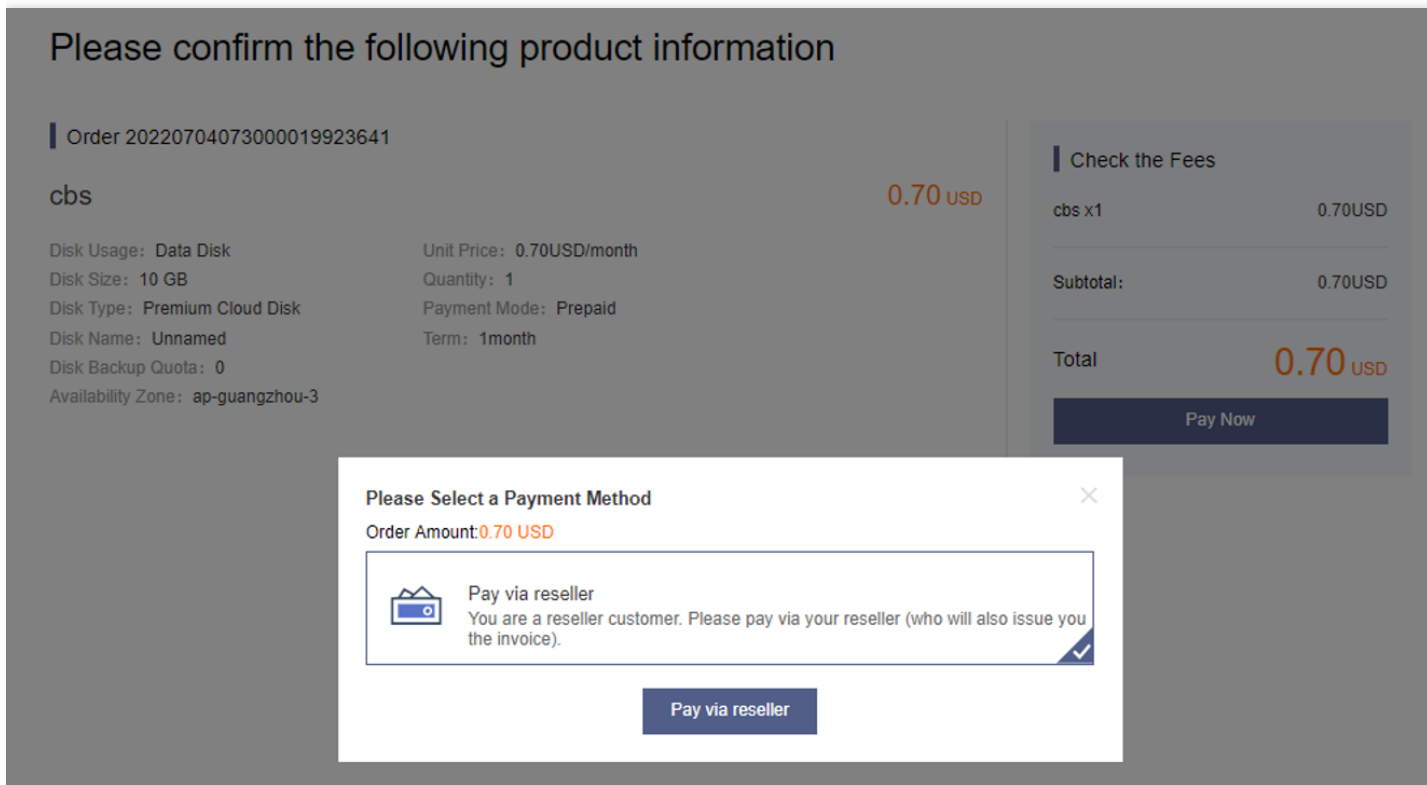 Please confirm the following product information
Order 20220704073000019923641
cbs
0.70 USD
Disk Usage： Data Disk
Disk Size： 10 GB
Disk Type： Premium Cloud Disk
Disk Name： Unnamed
Disk Backup Quota： 0
Availability Zone： ap-guangzhou-3
Unit Price： 0.70USD/month
Quantity： 1
Payment Mode： Prepaid
Term： 1month
Check the Fees
cbs x1 0.70USD
Subtotal： 0.70USD
Total 0.70 USD
Pay Now
Please Select a Payment Method
Order Amount:0.70 USD
Pay via reseller
You are a reseller customer. Please pay via your reseller (who will also issue you
the invoice).
Pay via reseller